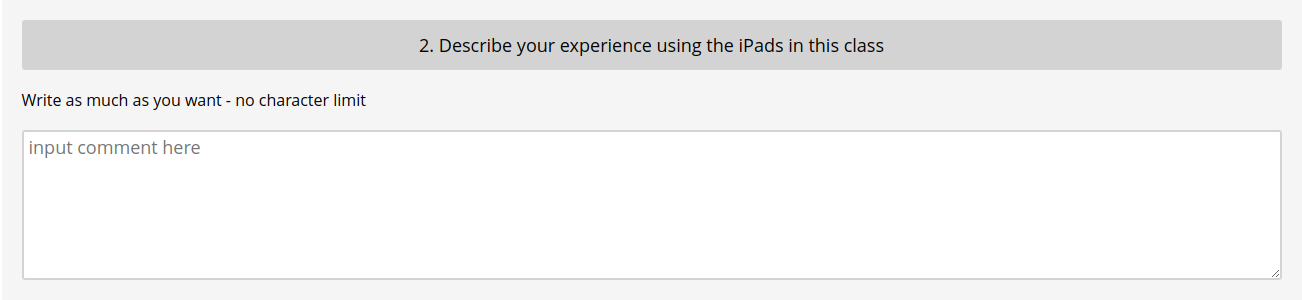 2. Describe your experience using the iPads in this class
Write as much as you want - no character limit
input comment here